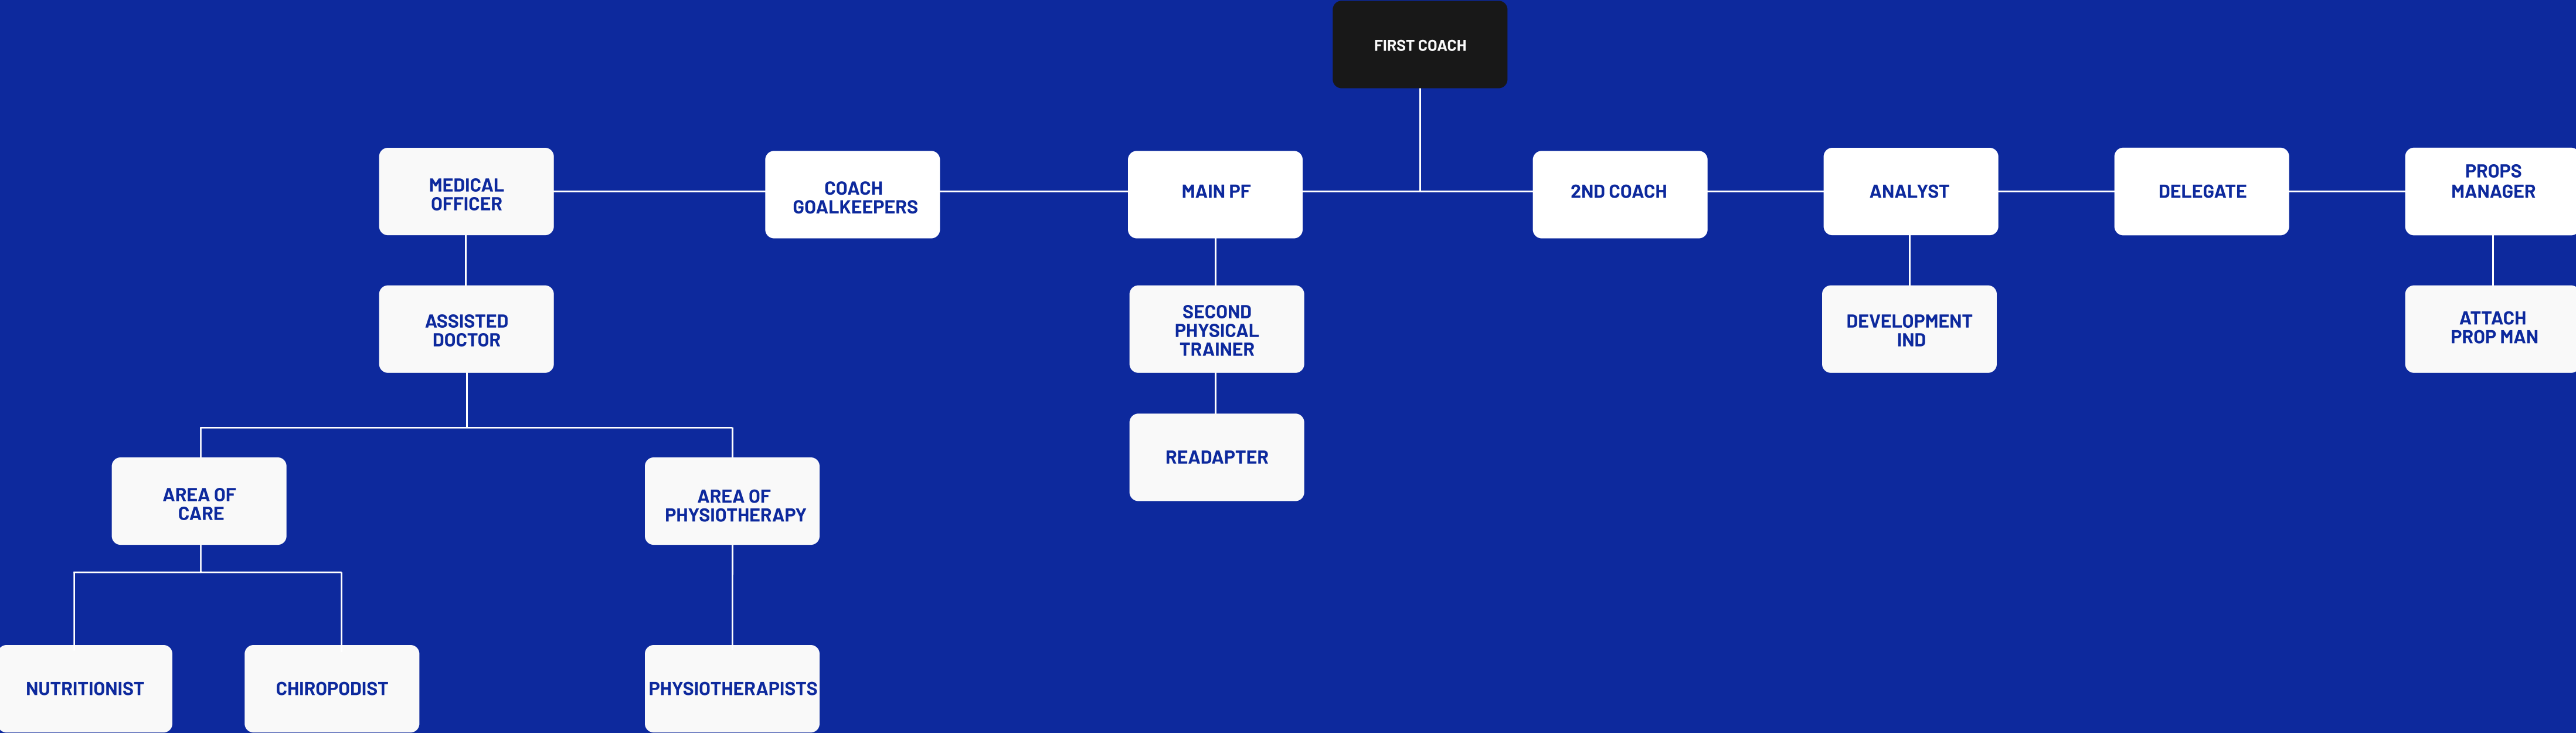 FIRST COACH
MEDICAL
OFFICER
COACH
GOALKEEPERS
MAIN PF
2ND COACH
ANALYST
DELEGATE
PROPS
MANAGER
ASSISTED
DOCTOR
SECOND
PHYSICAL
TRAINER
DEVELOPMENT
IND
ATTACH
PROP MAN
READAPTER
AREA OF
CARE
AREA OF
PHYSIOTHERAPY
NUTRITIONIST
CHIROPODIST
PHYSIOTHERAPISTS